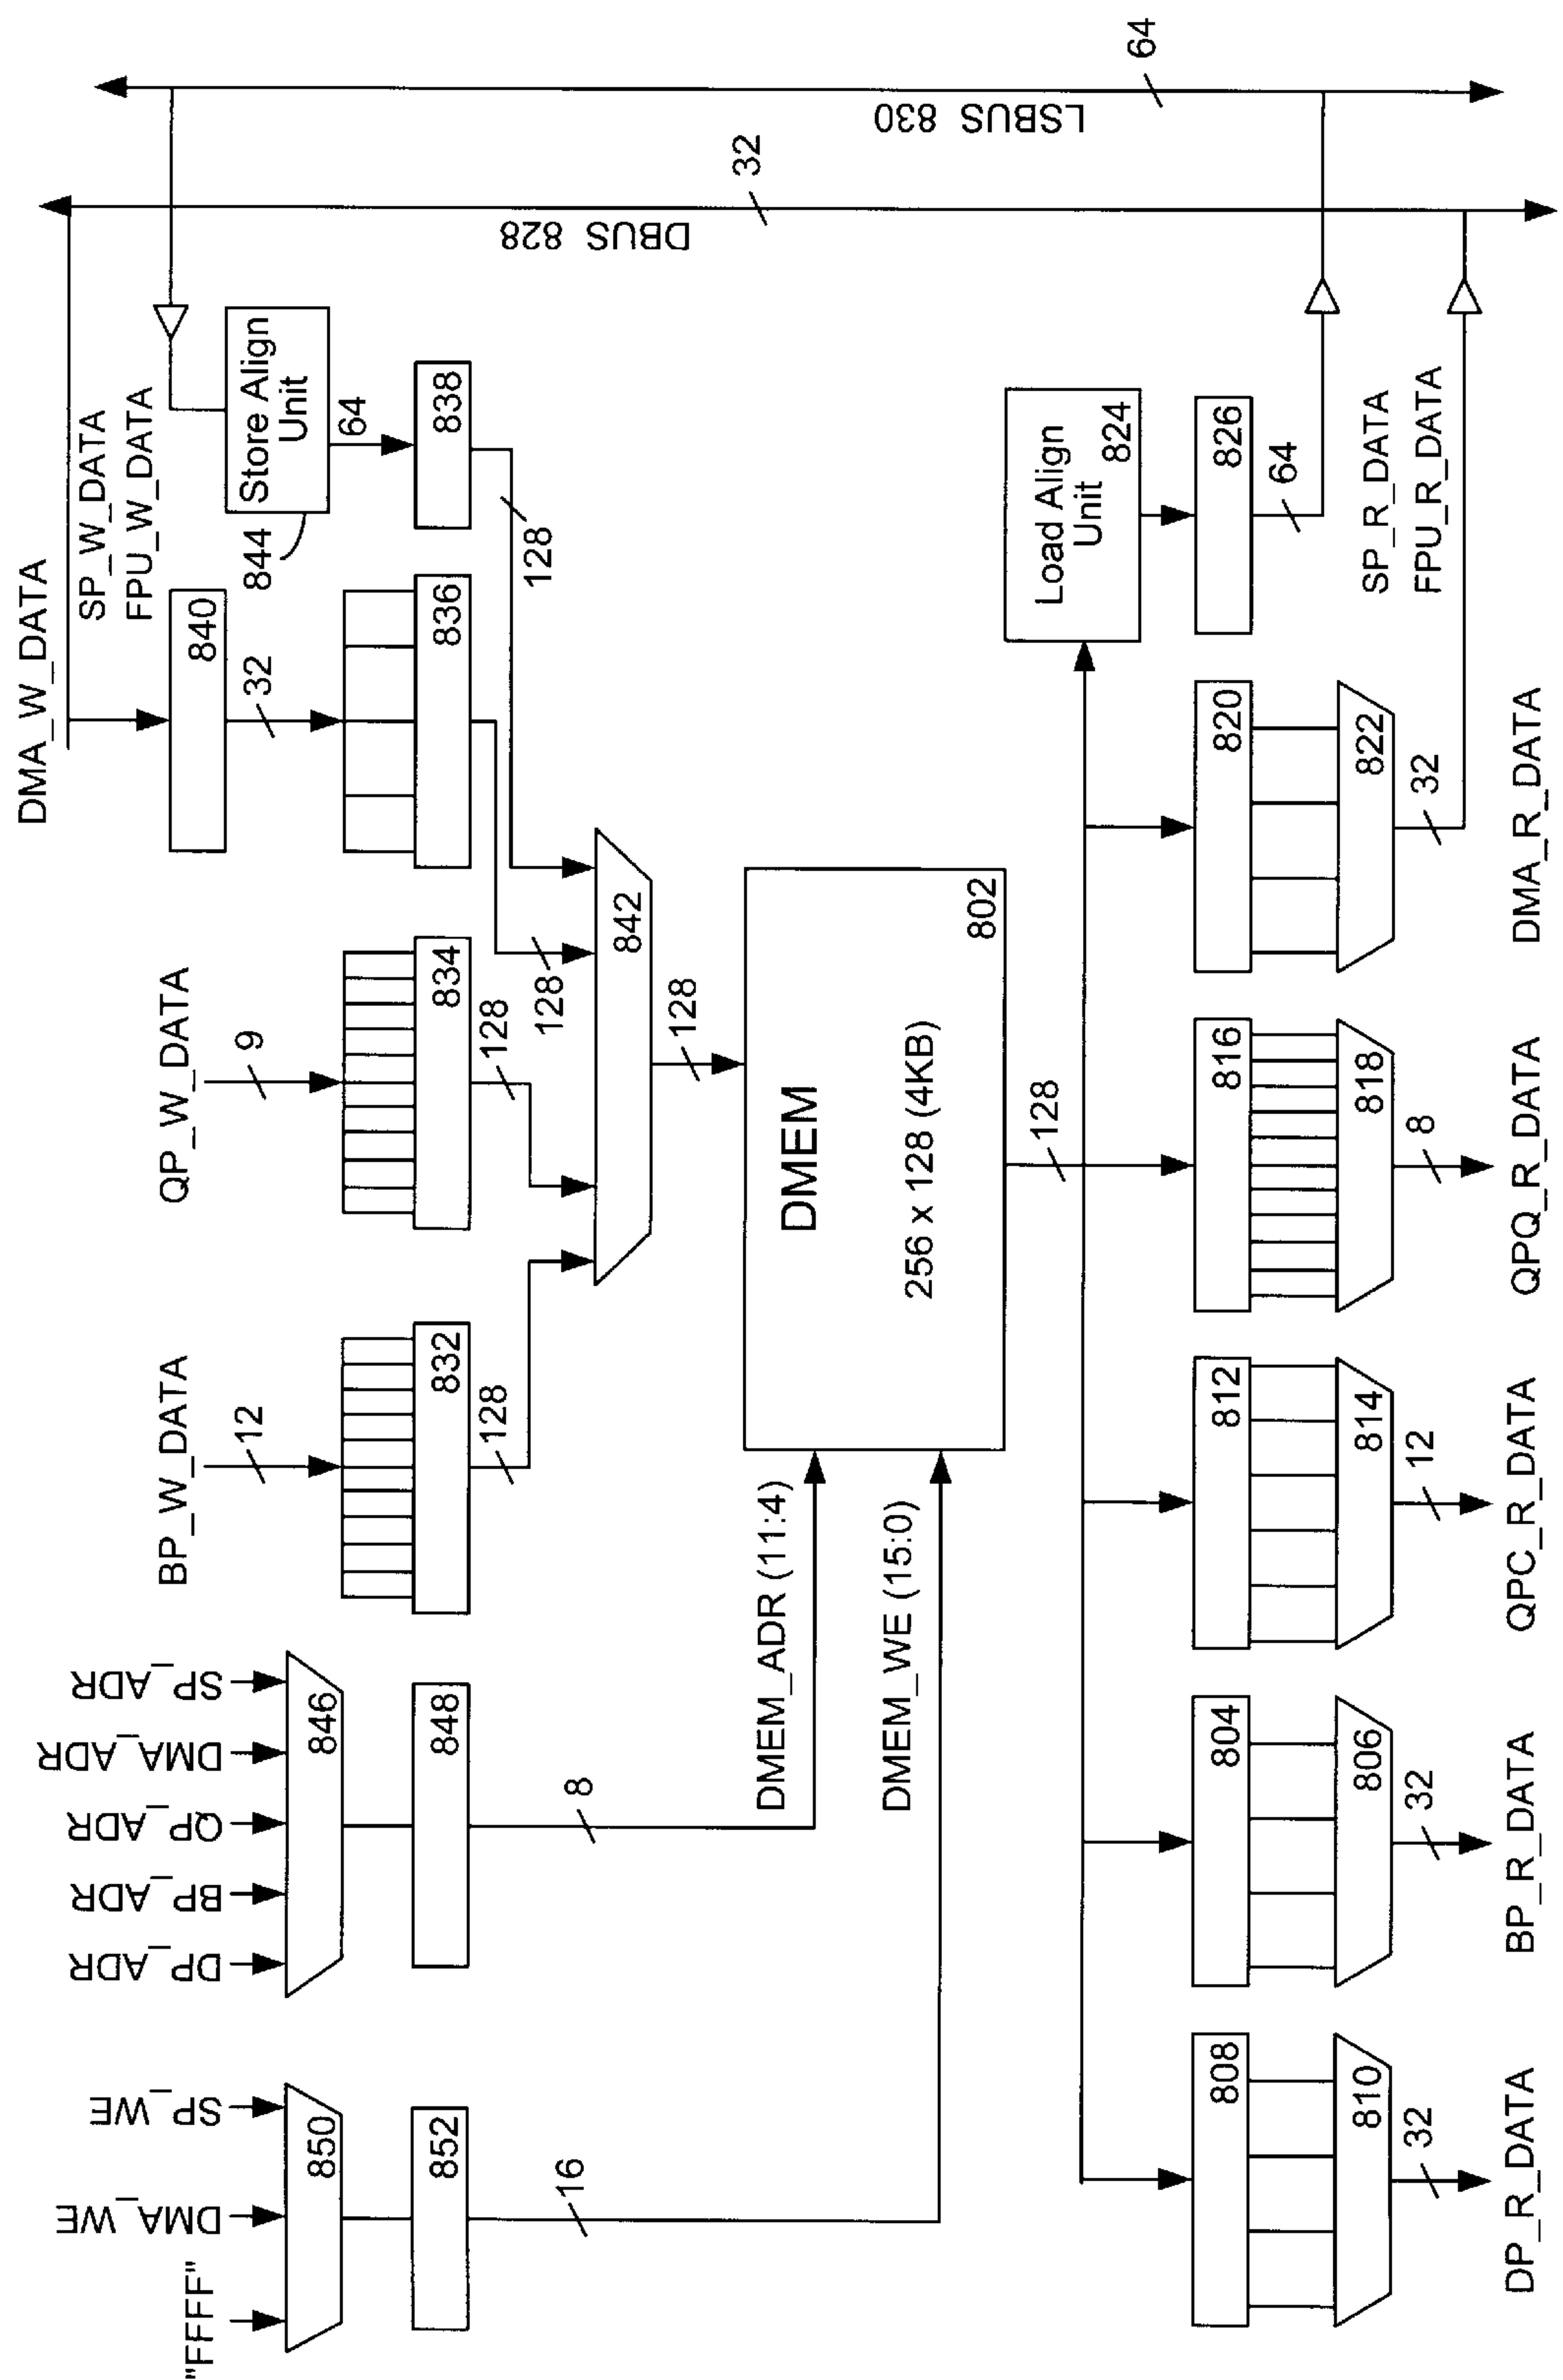 DMA_W_DATA
SP_W_DATA
FPU_W_DATA
QP_W_DATA
BP_W_DATA
SP_ADR
DMA_ADR
QP_ADR
BP_ADR
DP_ADR
SP_WE
DMA_WE
"FFFF"
DBUS 828
32
LSBUS 830
64
844
Store Align
Unit
64
838
128
840
32
836
128
9
834
128
12
832
128
842
128
846
848
8
850
852
16
DMEM_ADR (11:4)
DMEM_WE (15:0)
DMEM
256 x 128 (4KB)
802
128
Load Align
Unit
824
826
64
SP_R_DATA
FPU_R_DATA
820
822
32
DMA_R_DATA
816
818
8
QPQ_R_DATA
812
814
12
QPC_R_DATA
804
806
32
BP_R_DATA
808
810
32
DP_R_DATA